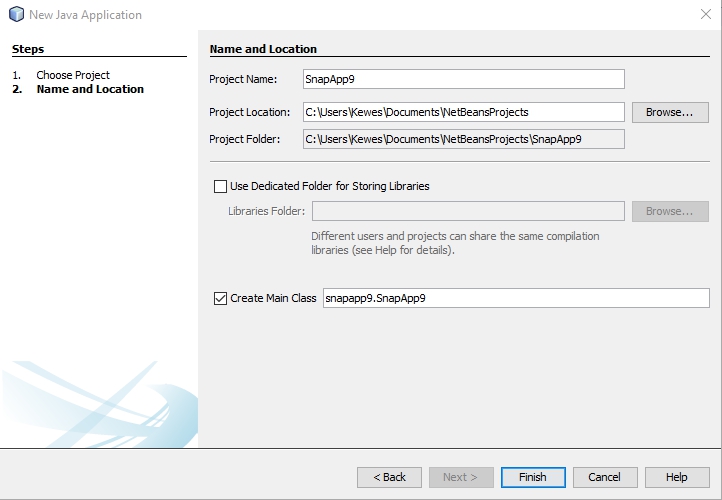 New Java Application
Steps
1. Choose Project
2. Name and Location
Name and Location
Project Name: SnapApp9
Project Location: C:\Users\Kewes\Documents\NetBeansProjects Browse...
Project Folder: C:\Users\Kewes\Documents\NetBeansProjects\SnapApp9
Use Dedicated Folder for Storing Libraries
Libraries Folder: Browse...
Different users and projects can share the same compilation
libraries (see Help for details).
Create Main Class snapapp9.SnapApp9
< Back Next > Finish Cancel Help